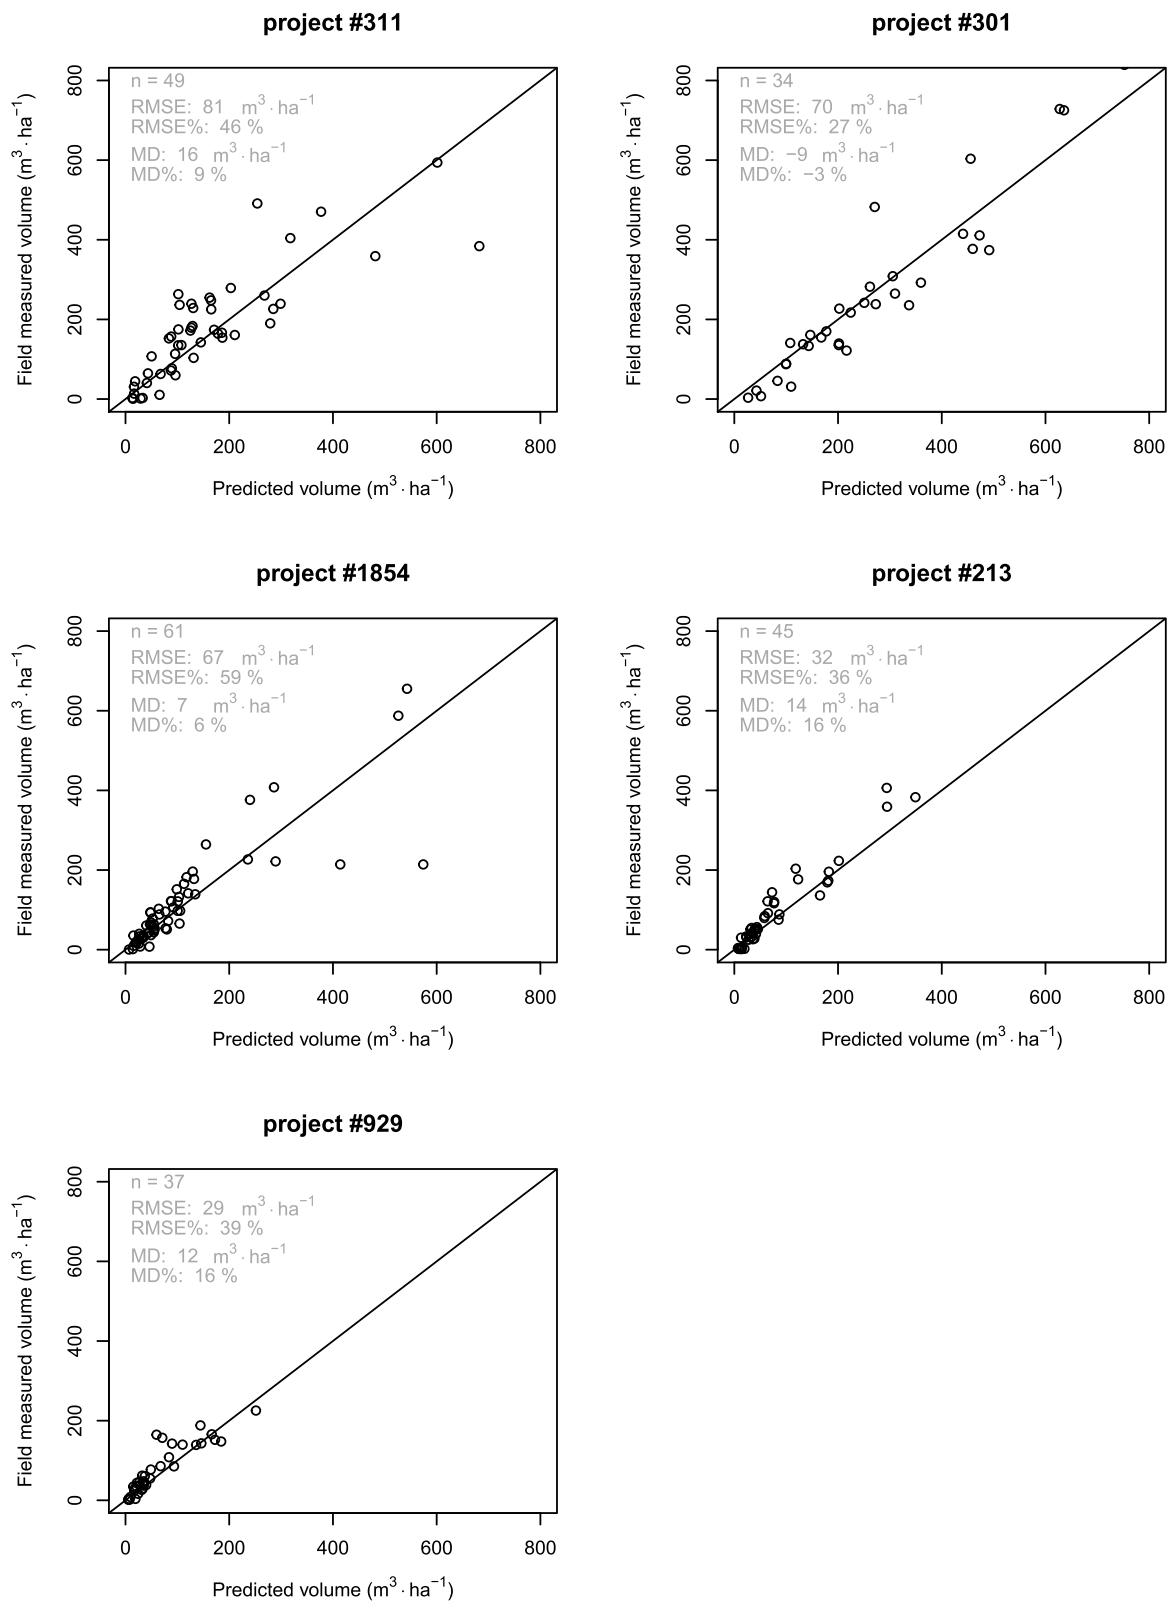 project #311
n = 49
RMSE: 81 m³·ha⁻¹
RMSE%: 46 %
MD: 16 m³·ha⁻¹
MD%: 9 %
Field measured volume (m³·ha⁻¹)
0 200 400 600 800
0 200 400 600 800
Predicted volume (m³·ha⁻¹)
project #301
n = 34
RMSE: 70 m³·ha⁻¹
RMSE%: 27 %
MD: −9 m³·ha⁻¹
MD%: −3 %
Field measured volume (m³·ha⁻¹)
0 200 400 600 800
0 200 400 600 800
Predicted volume (m³·ha⁻¹)
project #1854
n = 61
RMSE: 67 m³·ha⁻¹
RMSE%: 59 %
MD: 7 m³·ha⁻¹
MD%: 6 %
Field measured volume (m³·ha⁻¹)
0 200 400 600 800
0 200 400 600 800
Predicted volume (m³·ha⁻¹)
project #213
n = 45
RMSE: 32 m³·ha⁻¹
RMSE%: 36 %
MD: 14 m³·ha⁻¹
MD%: 16 %
Field measured volume (m³·ha⁻¹)
0 200 400 600 800
0 200 400 600 800
Predicted volume (m³·ha⁻¹)
project #929
n = 37
RMSE: 29 m³·ha⁻¹
RMSE%: 39 %
MD: 12 m³·ha⁻¹
MD%: 16 %
Field measured volume (m³·ha⁻¹)
0 200 400 600 800
0 200 400 600 800
Predicted volume (m³·ha⁻¹)